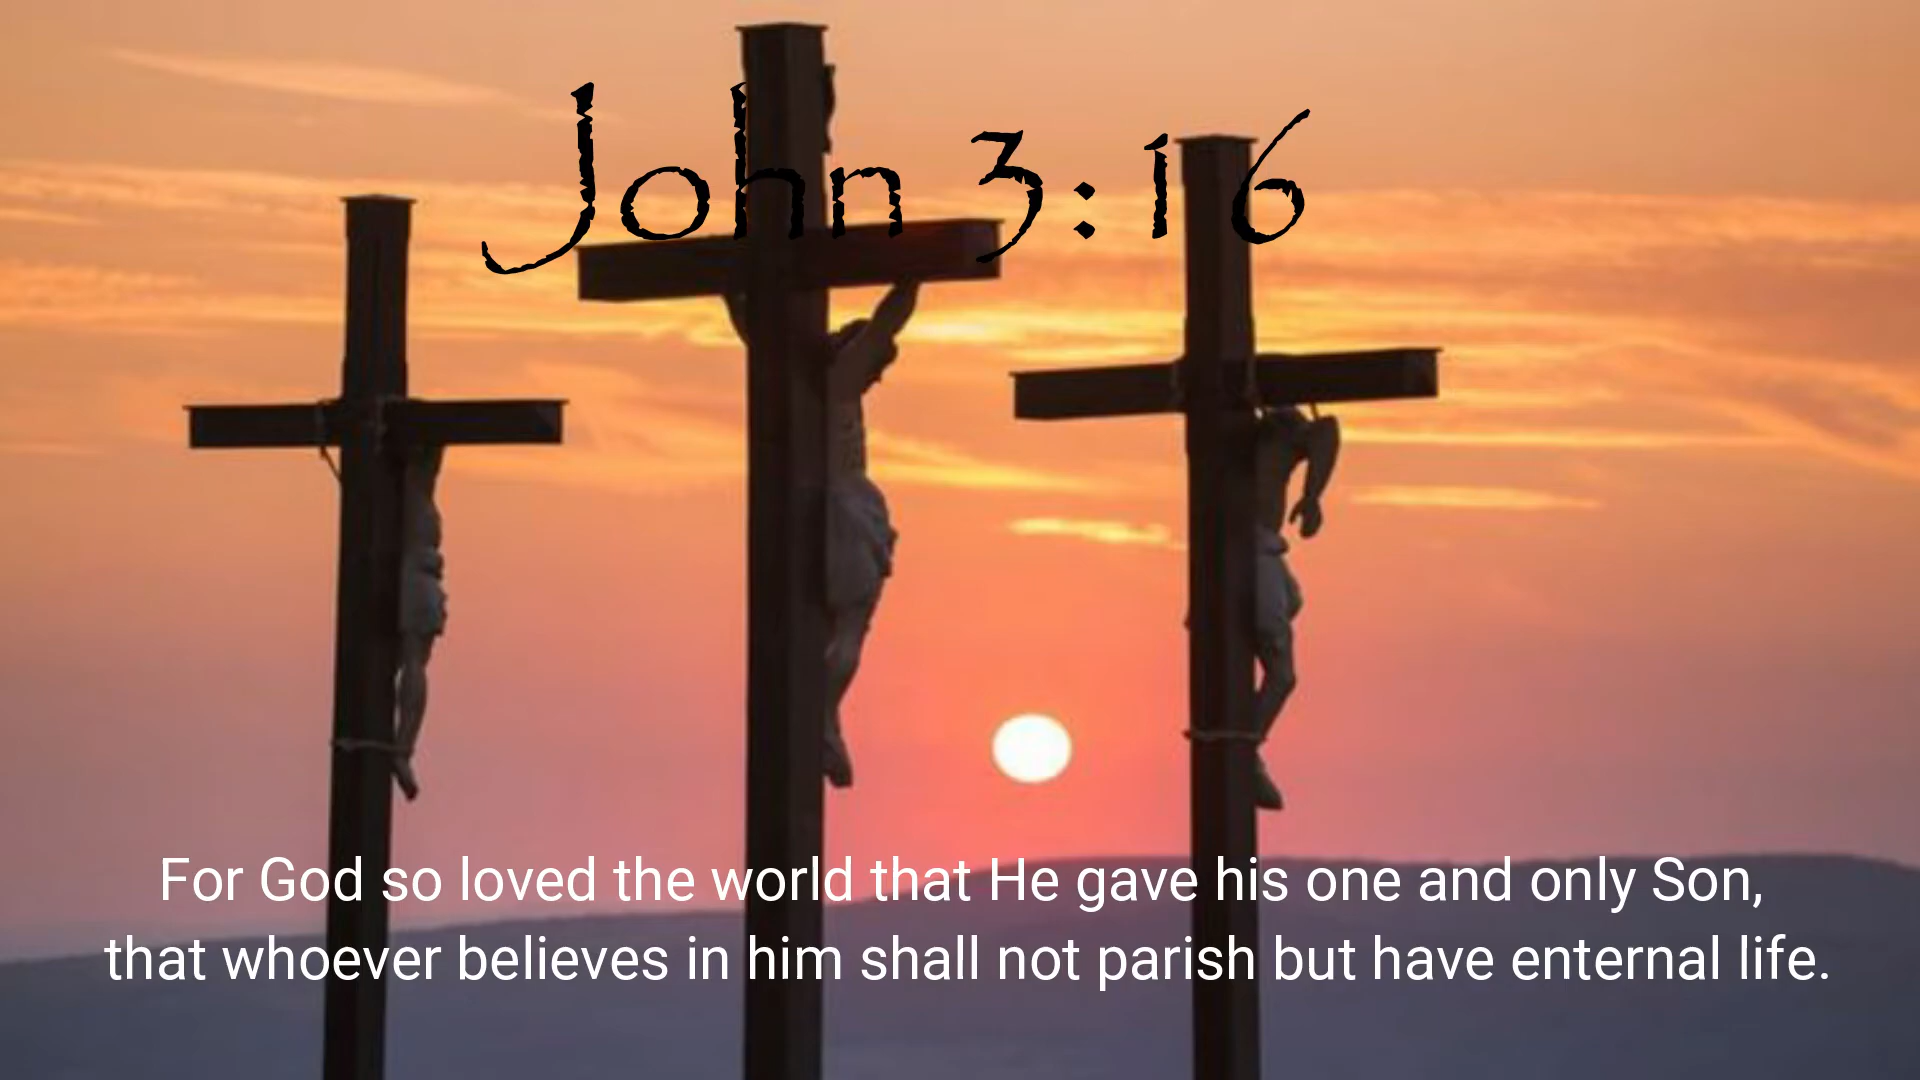 John 3:16
For God so loved the world that He gave his one and only Son,
that whoever believes in him shall not parish but have enternal life.